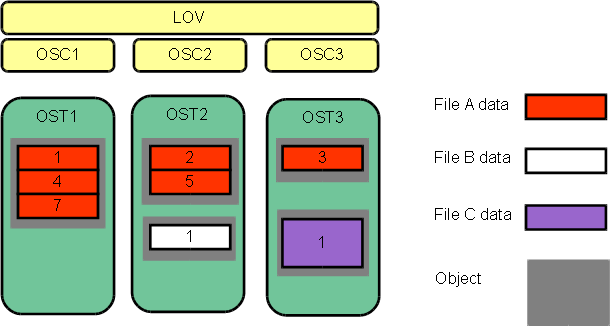 LOV
OSC1 OSC2 OSC3
OST1 OST2 OST3
1 2 3
4 5
7
1 1
File A data
File B data
File C data
Object